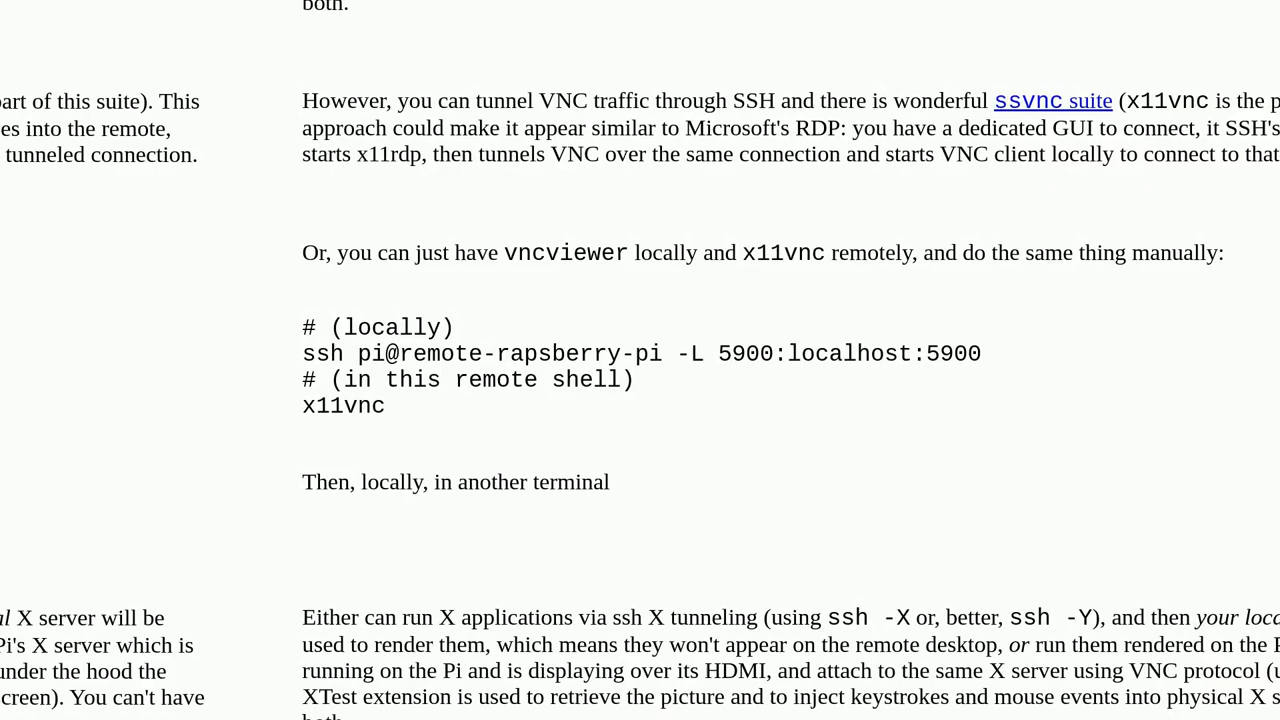 both.
art of this suite). This
es into the remote,
tunneled connection.
However, you can tunnel VNC traffic through SSH and there is wonderful ssvnc suite (x11vnc is the p
approach could make it appear similar to Microsoft's RDP: you have a dedicated GUI to connect, it SSH's
starts x11rdp, then tunnels VNC over the same connection and starts VNC client locally to connect to that
Or, you can just have vncviewer locally and x11vnc remotely, and do the same thing manually:
# (locally)
ssh pi@remote-rapsberry-pi -L 5900:localhost:5900
# (in this remote shell)
x11vnc
Then, locally, in another terminal
al X server will be
Pi's X server which is
under the hood the
creen). You can't have
Either can run X applications via ssh X tunneling (using ssh -X or, better, ssh -Y), and then your loca
used to render them, which means they won't appear on the remote desktop, or run them rendered on the P
running on the Pi and is displaying over its HDMI, and attach to the same X server using VNC protocol (u
XTest extension is used to retrieve the picture and to inject keystrokes and mouse events into physical X s
both.